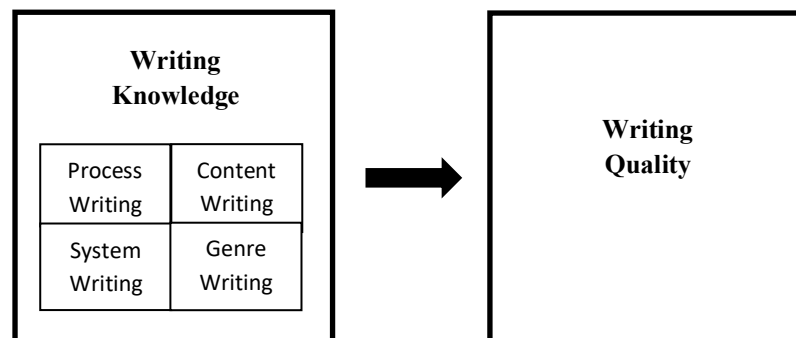 Writing
Knowledge
Process
Writing
Content
Writing
System
Writing
Genre
Writing
Writing
Quality